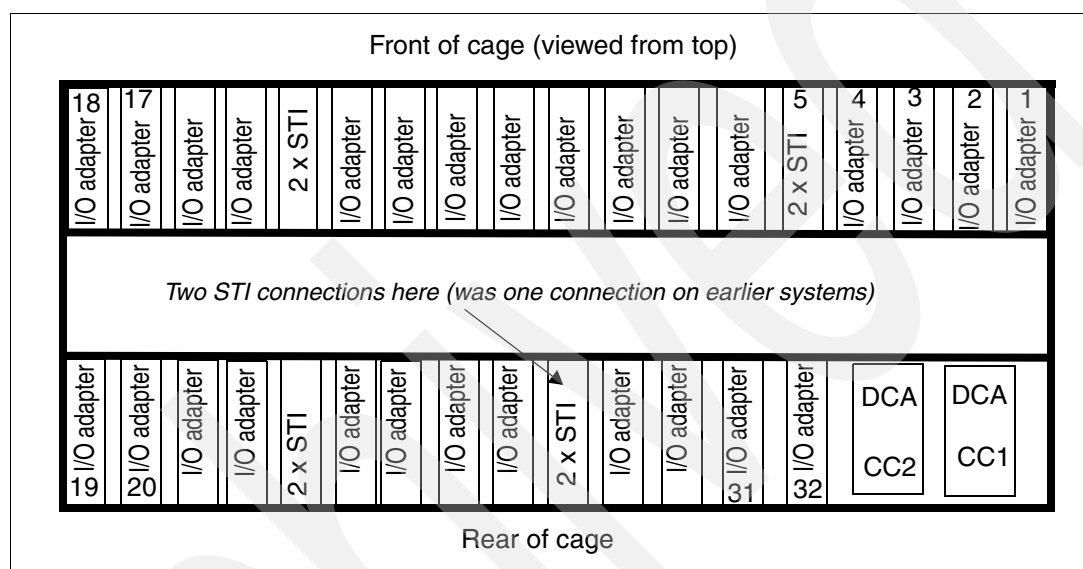 Front of cage (viewed from top)
18 I/O adapter
17 I/O adapter
I/O adapter
I/O adapter
2 x STI
I/O adapter
I/O adapter
I/O adapter
I/O adapter
I/O adapter
I/O adapter
I/O adapter
I/O adapter
5 2 x STI
4 I/O adapter
3 I/O adapter
2 I/O adapter
1 I/O adapter
Two STI connections here (was one connection on earlier systems)
I/O adapter 19
I/O adapter 20
I/O adapter
I/O adapter
2 x STI
I/O adapter
I/O adapter
I/O adapter
I/O adapter
2 x STI
I/O adapter
I/O adapter
I/O adapter 31
I/O adapter 32
DCA
CC2
DCA
CC1
Rear of cage